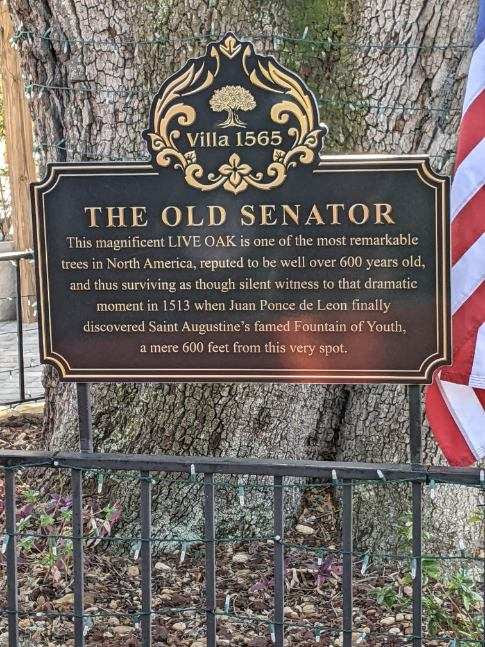 Villa 1565
THE OLD SENATOR
This magnificent LIVE OAK is one of the most remarkable
trees in North America, reputed to be well over 600 years old,
and thus surviving as though silent witness to that dramatic
moment in 1513 when Juan Ponce de Leon finally
discovered Saint Augustine's famed Fountain of Youth,
a mere 600 feet from this very spot.